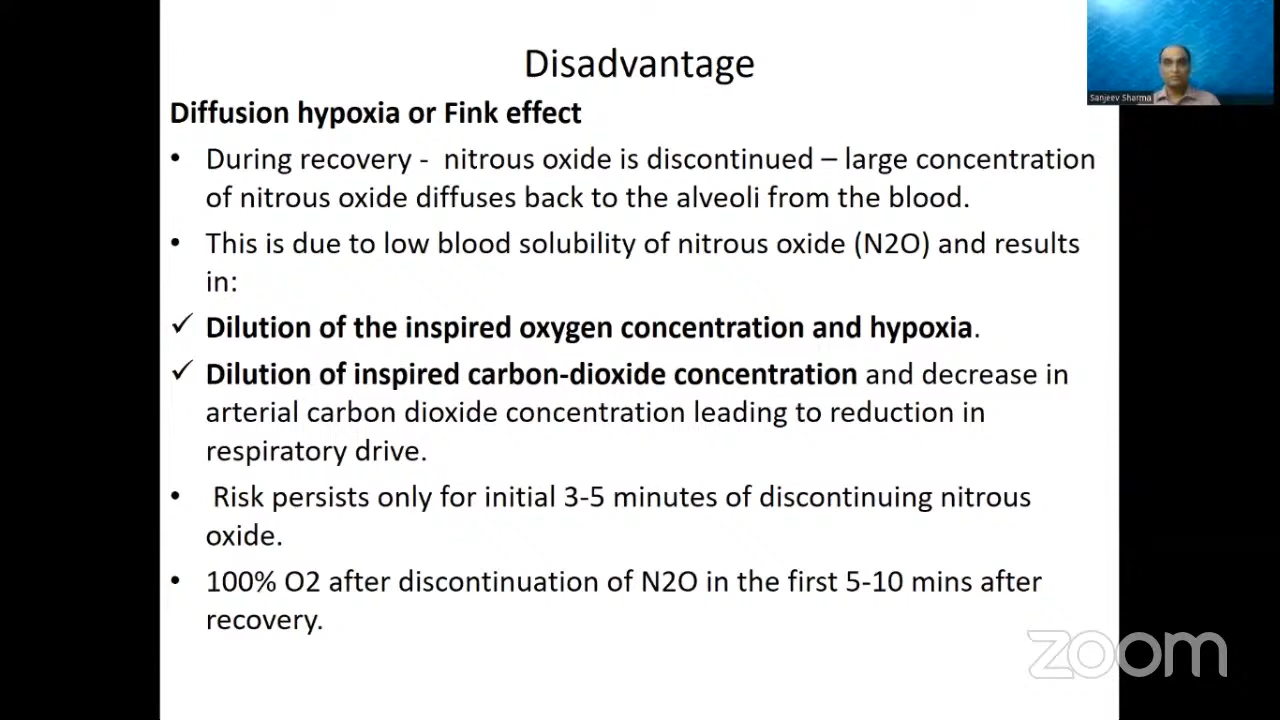 Disadvantage
Sanjeev Sharma
Diffusion hypoxia or Fink effect
• During recovery -  nitrous oxide is discontinued – large concentration
of nitrous oxide diffuses back to the alveoli from the blood.
• This is due to low blood solubility of nitrous oxide (N2O) and results
in:
✓ Dilution of the inspired oxygen concentration and hypoxia.
✓ Dilution of inspired carbon-dioxide concentration and decrease in
arterial carbon dioxide concentration leading to reduction in
respiratory drive.
• Risk persists only for initial 3-5 minutes of discontinuing nitrous
oxide.
• 100% O2 after discontinuation of N2O in the first 5-10 mins after
recovery.
zoom